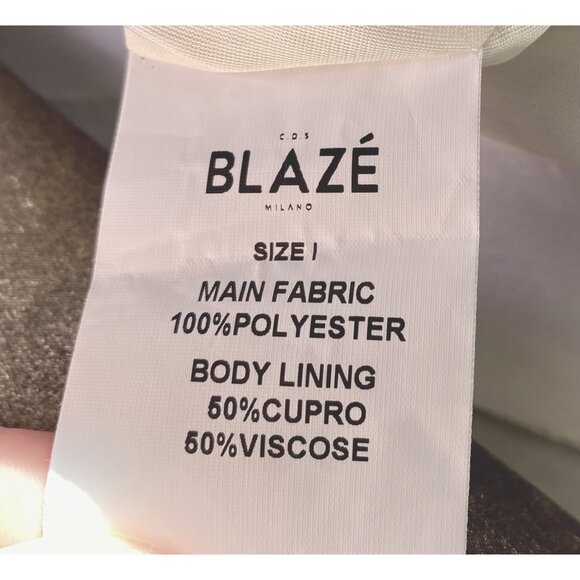 C.D.S
BLAZÉ
MILANO
SIZE I
MAIN FABRIC
100%POLYESTER
BODY LINING
50%CUPRO
50%VISCOSE